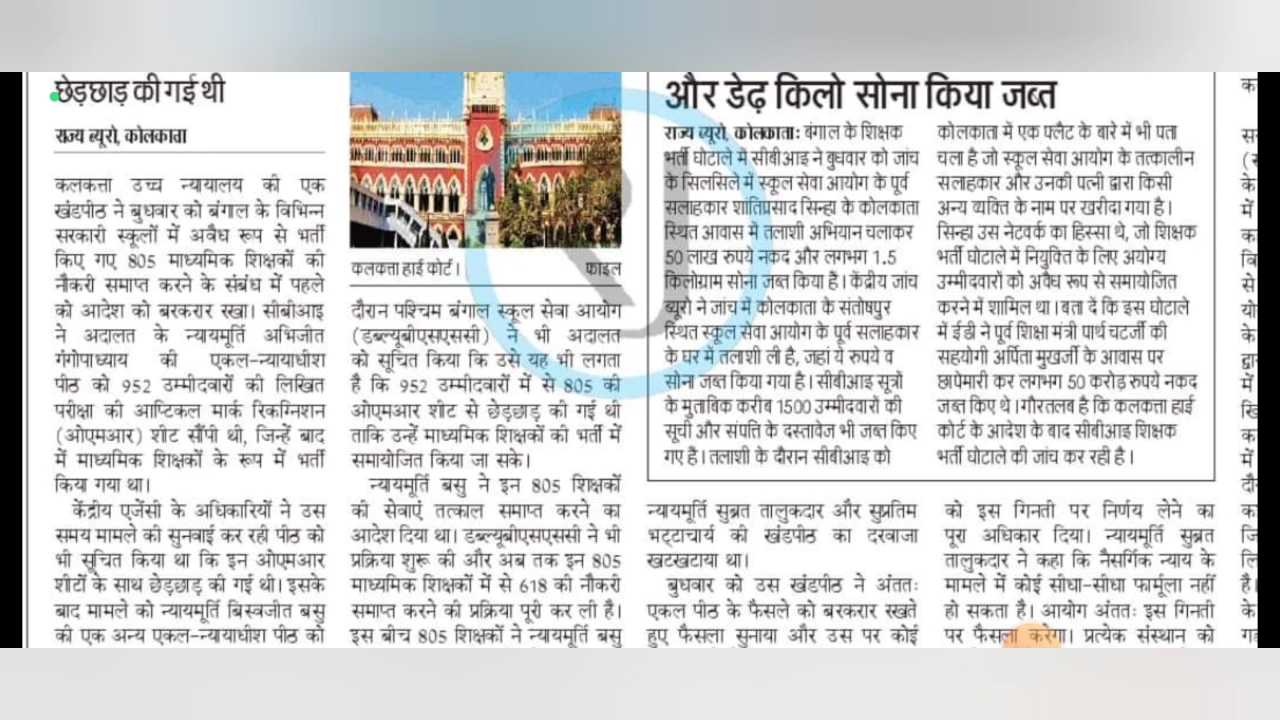 छेड़छाड़ की गई थी
राज्य ब्यूरो, कोलकाता
कलकत्ता उच्च न्यायालय की एक
खंडपीठ ने बुधवार को बंगाल के विभिन्न
सरकारी स्कूलों में अवैध रूप से भर्ती
किए गए 805 माध्यमिक शिक्षकों की
नौकरी समाप्त करने के संबंध में पहले
को आदेश को बरकरार रखा। सीबीआइ
ने अदालत के न्यायमूर्ति अभिजीत
गंगोपाध्याय की एकल-न्यायाधीश
पीठ को 952 उम्मीदवारों की लिखित
परीक्षा की आप्टिकल मार्क रिकग्निशन
(ओएमआर) शीट सौंपी थी, जिन्हें बाद
में माध्यमिक शिक्षकों के रूप में भर्ती
किया गया था।
केंद्रीय एजेंसी के अधिकारियों ने उस
समय मामले की सुनवाई कर रही पीठ को
भी सूचित किया था कि इन ओएमआर
शीटों के साथ छेड़छाड़ की गई थी। इसके
बाद मामले को न्यायमूर्ति बिस्वजीत बसु
की एक अन्य एकल-न्यायाधीश पीठ को
कलकत्ता हाई कोर्ट। फाइल
दौरान पश्चिम बंगाल स्कूल सेवा आयोग
(डब्ल्यूबीएसएससी) ने भी अदालत
को सूचित किया कि उसे यह भी लगता
है कि 952 उम्मीदवारों में से 805 की
ओएमआर शीट से छेड़छाड़ की गई थी
ताकि उन्हें माध्यमिक शिक्षकों की भर्ती में
समायोजित किया जा सके।
न्यायमूर्ति बसु ने इन 805 शिक्षकों
की सेवाएं तत्काल समाप्त करने का
आदेश दिया था। डब्ल्यूबीएसएससी ने भी
प्रक्रिया शुरू की और अब तक इन 805
माध्यमिक शिक्षकों में से 618 की नौकरी
समाप्त करने की प्रक्रिया पूरी कर ली है।
इस बीच 805 शिक्षकों ने न्यायमूर्ति बसु
और डेढ़ किलो सोना किया जब्त
राज्य ब्यूरो, कोलकाता: बंगाल के शिक्षक
भर्ती घोटाले में सीबीआइ ने बुधवार को जांच
के सिलसिले में स्कूल सेवा आयोग के पूर्व
सलाहकार शांतिप्रसाद सिन्हा के कोलकाता
स्थित आवास में तलाशी अभियान चलाकर
50 लाख रुपये नकद और लगभग 1.5
किलोग्राम सोना जब्त किया हैं। केंद्रीय जांच
ब्यूरो ने जांच में कोलकाता के संतोषपुर
स्थित स्कूल सेवा आयोग के पूर्व सलाहकार
के घर में तलाशी ली है, जहां ये रुपये व
सोना जब्त किया गया है। सीबीआइ सूत्रों
के मुताबिक करीब 1500 उम्मीदवारों की
सूची और संपत्ति के दस्तावेज भी जब्त किए
गए हैं। तलाशी के दौरान सीबीआइ को
कोलकाता में एक फ्लैट के बारे में भी पता
चला है जो स्कूल सेवा आयोग के तत्कालीन
सलाहकार और उनकी पत्नी द्वारा किसी
अन्य व्यक्ति के नाम पर खरीदा गया है।
सिन्हा उस नेटवर्क का हिस्सा थे, जो शिक्षक
भर्ती घोटाले में नियुक्ति के लिए अयोग्य
उम्मीदवारों को अवैध रूप से समायोजित
करने में शामिल था। बता दें कि इस घोटाले
में ईडी ने पूर्व शिक्षा मंत्री पार्थ चटर्जी की
सहयोगी अर्पिता मुखर्जी के आवास पर
छापेमारी कर लगभग 50 करोड़ रुपये नकद
जब्त किए थे। गौरतलब है कि कलकत्ता हाई
कोर्ट के आदेश के बाद सीबीआइ शिक्षक
भर्ती घोटाले की जांच कर रही है।
न्यायमूर्ति सुब्रत तालुकदार और सुप्रतिम
भट्टाचार्य की खंडपीठ का दरवाजा
खटखटाया था।
बुधवार को उस खंडपीठ ने अंततः
एकल पीठ के फैसले को बरकरार रखते
हुए फैसला सुनाया और उस पर कोई
को इस गिनती पर निर्णय लेने का
पूरा अधिकार दिया। न्यायमूर्ति सुब्रत
तालुकदार ने कहा कि नैसर्गिक न्याय के
मामले में कोई सीधा-सीधा फार्मूला नहीं
हो सकता है। आयोग अंततः इस गिनती
पर फैसला करेगा। प्रत्येक संस्थान को